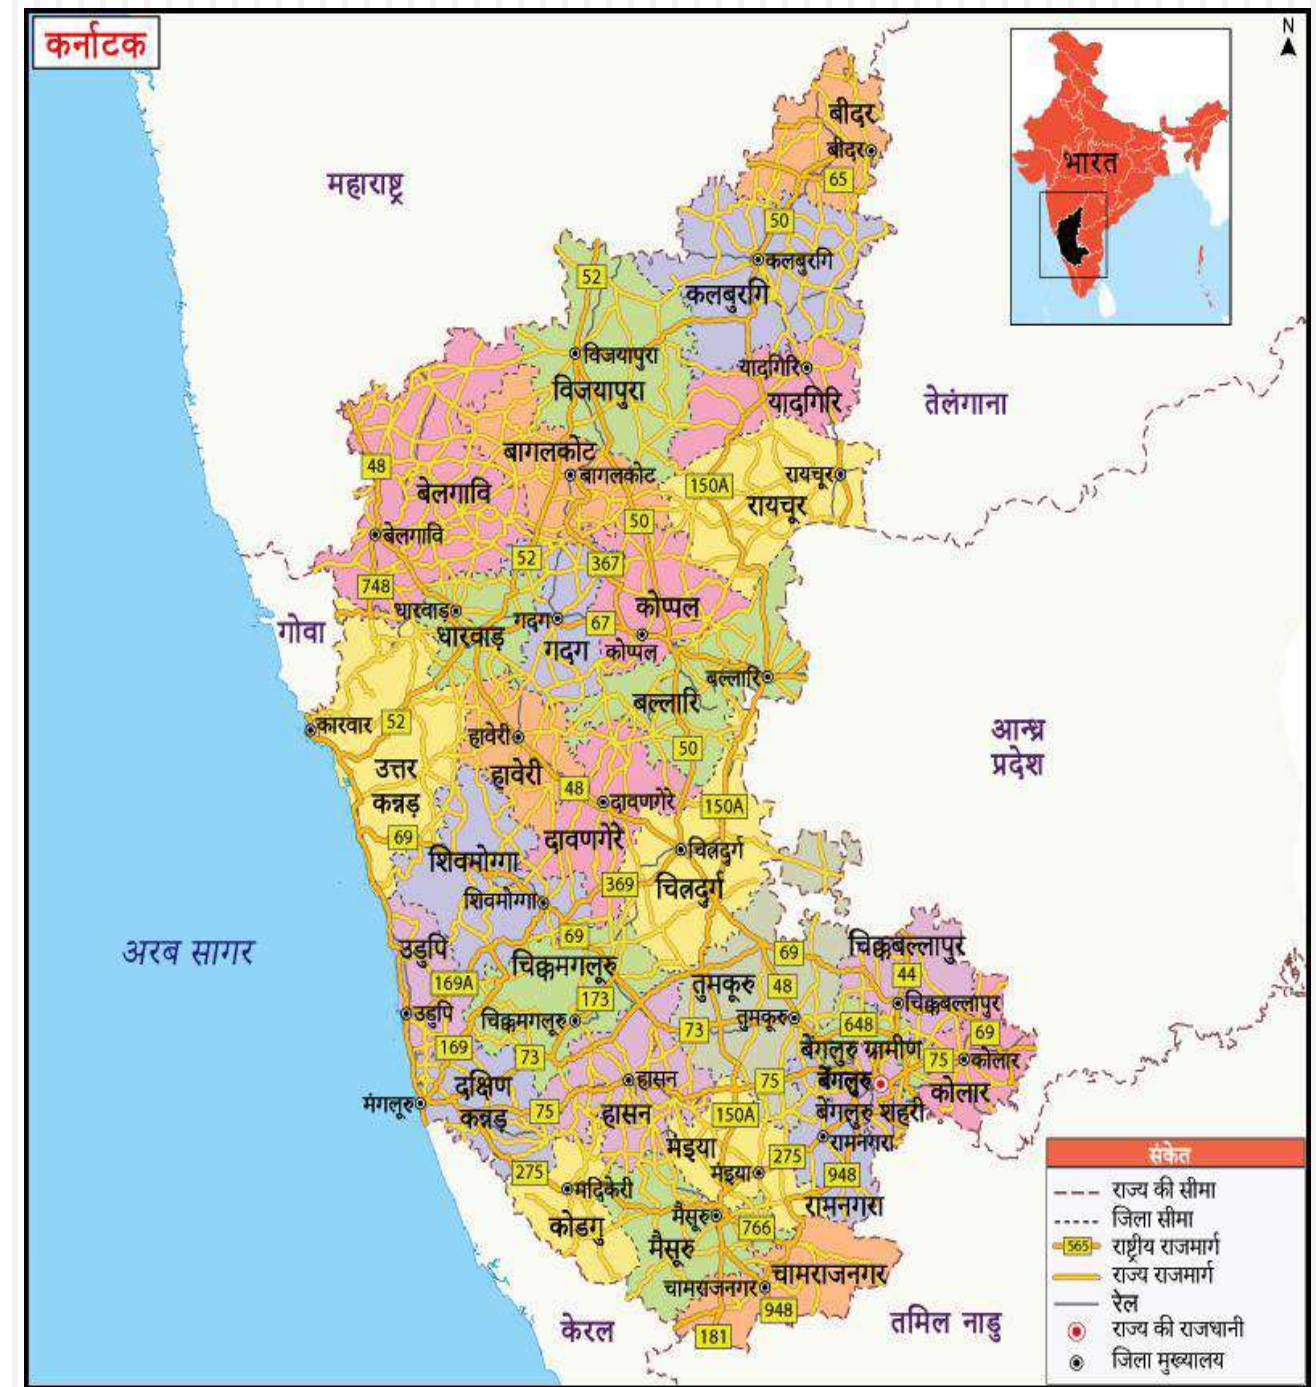 कर्नाटक
N
भारत
महाराष्ट्र
बीदर
बीदर
65
50
कलबुरगि
कलबुरगि
52
विजयापुरा
विजयापुरा
यादगिरि
यादगिरि
तेलंगाना
बागलकोट
बागलकोट
48
बेलगावि
बेलगावि
150A
रायचूर
रायचूर
50
52
367
748
धारवाड़
धारवाड़
गदग
गदग
67
कोप्पल
कोप्पल
गोवा
बल्लारि
बल्लारि
कारवार
52
उत्तर
कन्नड़
हावेरी
हावेरी
50
आन्ध्र
प्रदेश
48
दावणगेरे
दावणगेरे
150A
69
शिवमोग्गा
शिवमोग्गा
चित्रदुर्ग
चित्रदुर्ग
369
अरब सागर
उडुपि
उडुपि
69
चिक्कमगलूरु
चिक्कमगलूरु
169A
173
तुमकूरु
तुमकूरु
69
48
चिक्कबल्लापुर
44
चिक्कबल्लापुर
648
69
73
169
73
बेंगलुरु ग्रामीण
75
कोलार
कोलार
दक्षिण
कन्नड़
हासन
हासन
75
बेंगलुरु
बेंगलुरु शहरी
मंगलूरु
75
150A
मंड्या
मंड्या
275
रामनगरा
रामनगरा
948
275
मदिकेरी
कोडगु
मैसूरु
मैसूरु
766
चामराजनगर
चामराजनगर
948
181
केरल
तमिल नाडु
संकेत
राज्य की सीमा
जिला सीमा
565 राष्ट्रीय राजमार्ग
राज्य राजमार्ग
रेल
राज्य की राजधानी
जिला मुख्यालय